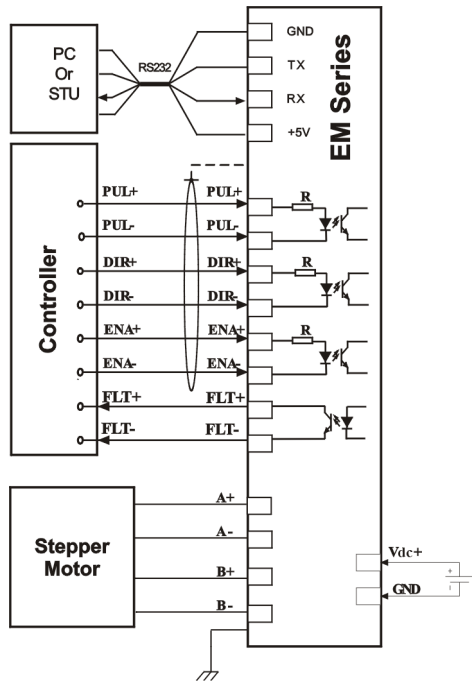 PC
Or
STU
RS232
GND
TX
RX
+5V
EM Series
Controller
PUL+ PUL+ R
PUL- PUL-
DIR+ DIR+ R
DIR- DIR-
ENA+ ENA+ R
ENA- ENA-
FLT+ FLT+
FLT- FLT-
Stepper
Motor
A+
A-
B+
B-
Vdc+
+
GND
-